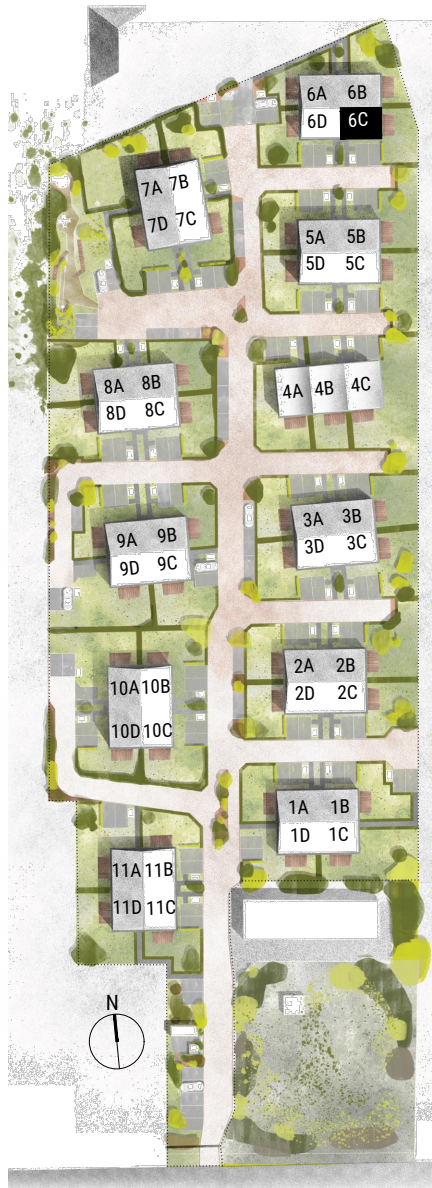 6A 6B
6D 6C
7A 7B
7D 7C
5A 5B
5D 5C
8A 8B
8D 8C
4A 4B 4C
3A 3B
3D 3C
9A 9B
9D 9C
2A 2B
2D 2C
10A 10B
10D 10C
1A 1B
1D 1C
11A 11B
11D 11C
N